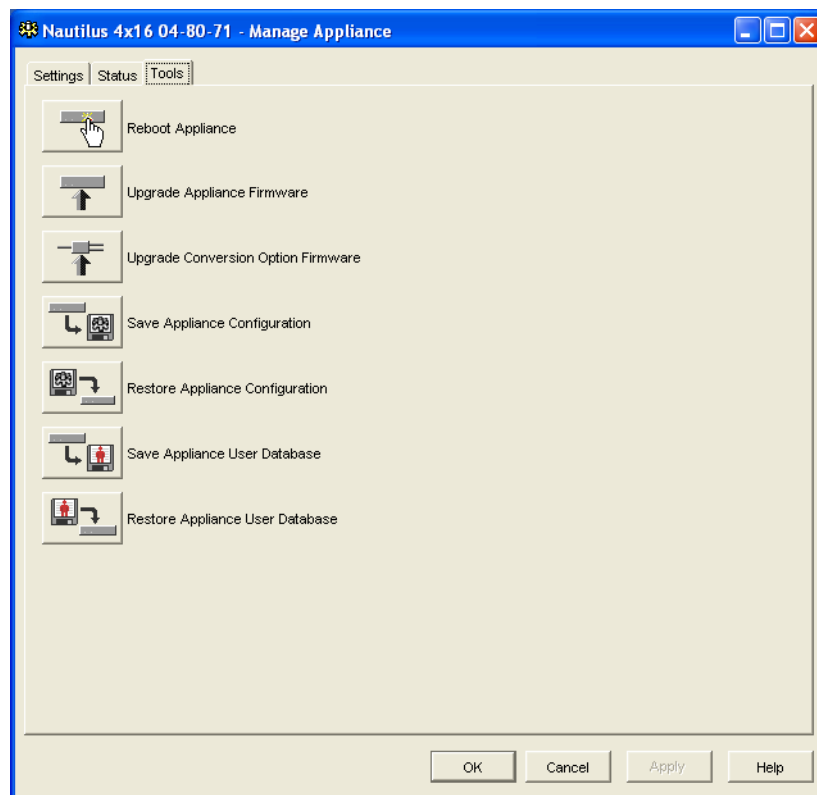 Nautilus 4x16 04-80-71 - Manage Appliance
Settings Status Tools
Reboot Appliance
Upgrade Appliance Firmware
Upgrade Conversion Option Firmware
Save Appliance Configuration
Restore Appliance Configuration
Save Appliance User Database
Restore Appliance User Database
OK Cancel Apply Help